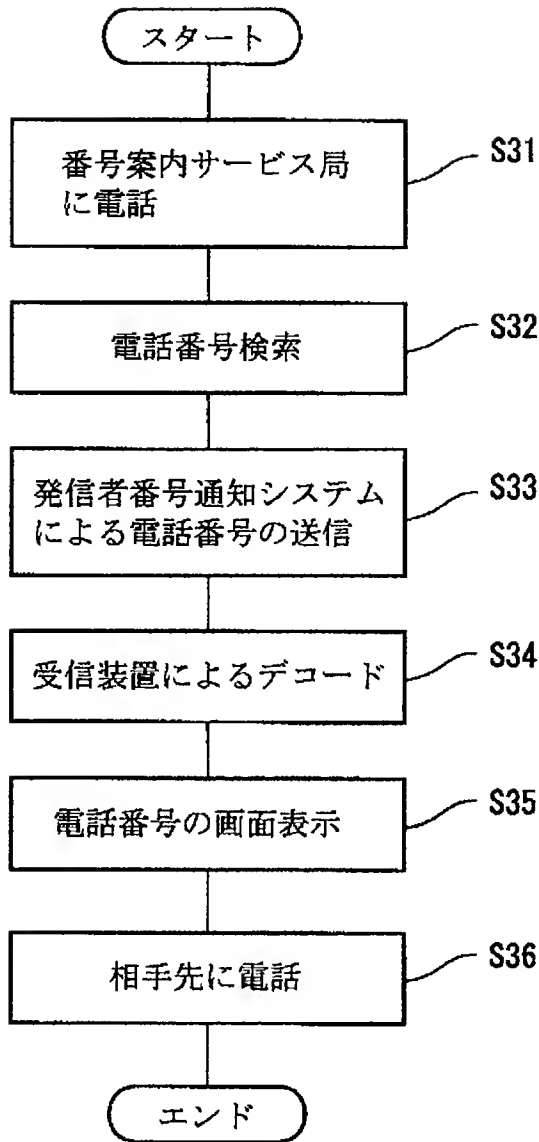 スタート
番号案内サービス局
に電話
S31
電話番号検索
S32
発信者番号通知システム
による電話番号の送信
S33
受信装置によるデコード
S34
電話番号の画面表示
S35
相手先に電話
S36
エンド